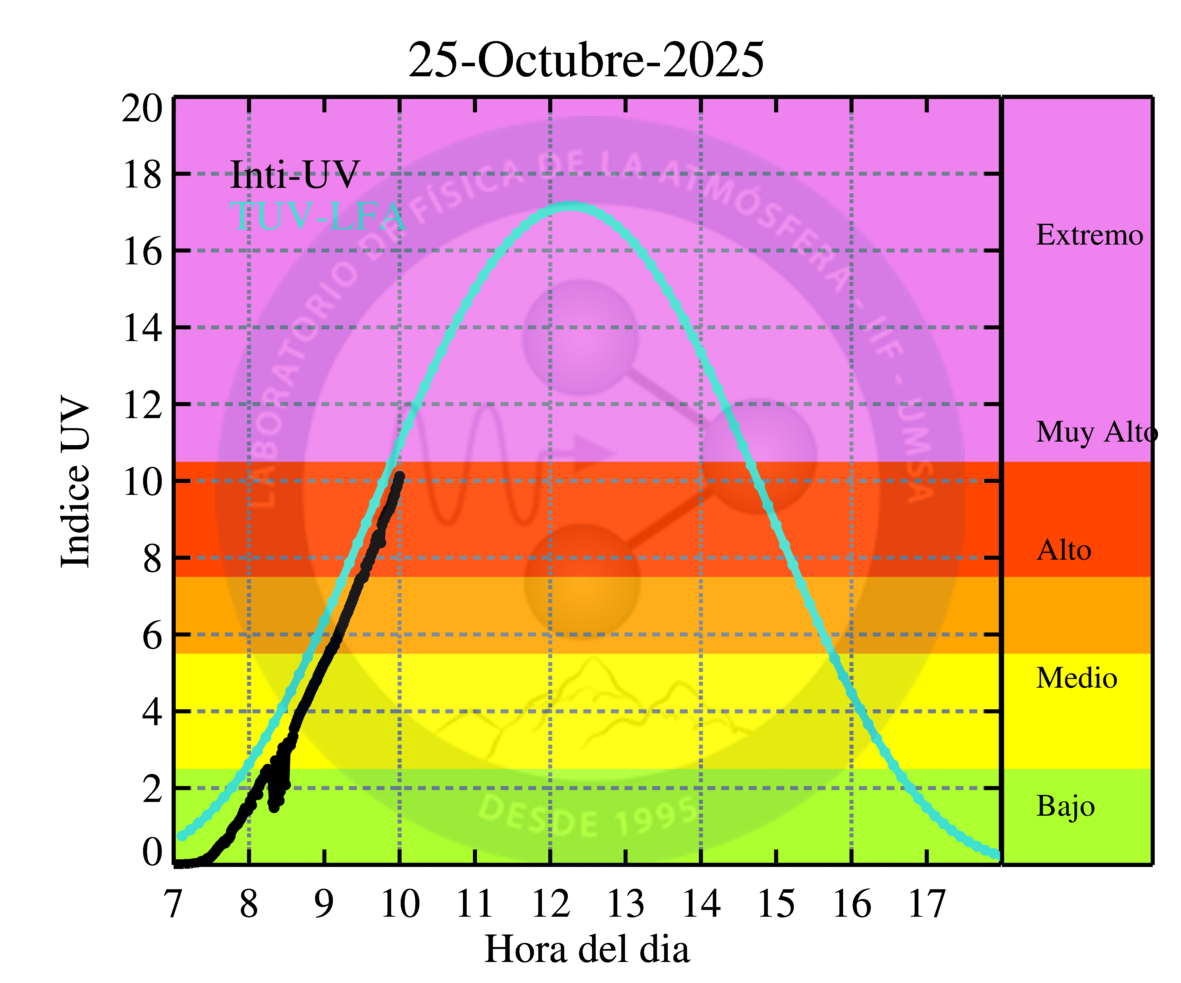 25-Octubre-2025
Inti-UV
TUV-LFA
LABORATORIO DE FÍSICA DE LA ATMÓSFERA - IIF - UMSA
DESDE 1995
Indice UV
20
18
16
14
12
10
8
6
4
2
0
Extremo
Muy Alto
Alto
Medio
Bajo
7 8 9 10 11 12 13 14 15 16 17
Hora del dia